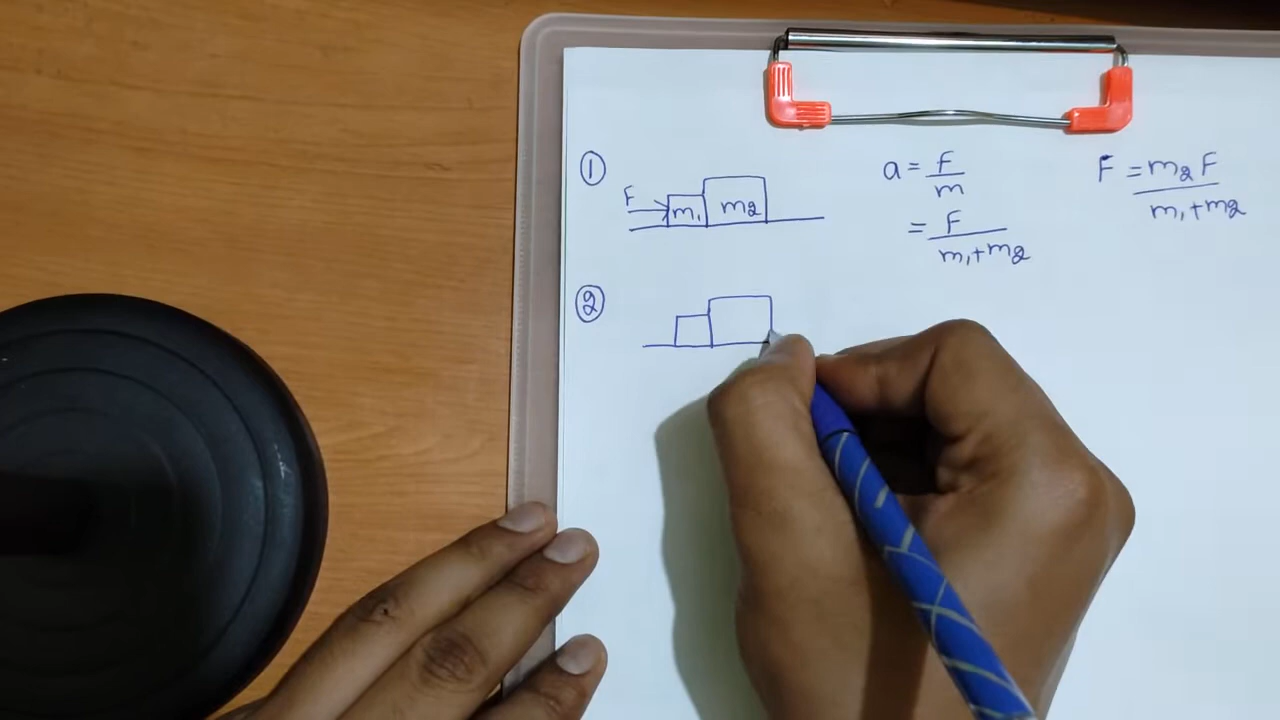 ①
F
m₁ m₂
a = F/m
= F/(m₁+m₂)
F = m₂F/(m₁+m₂)
②